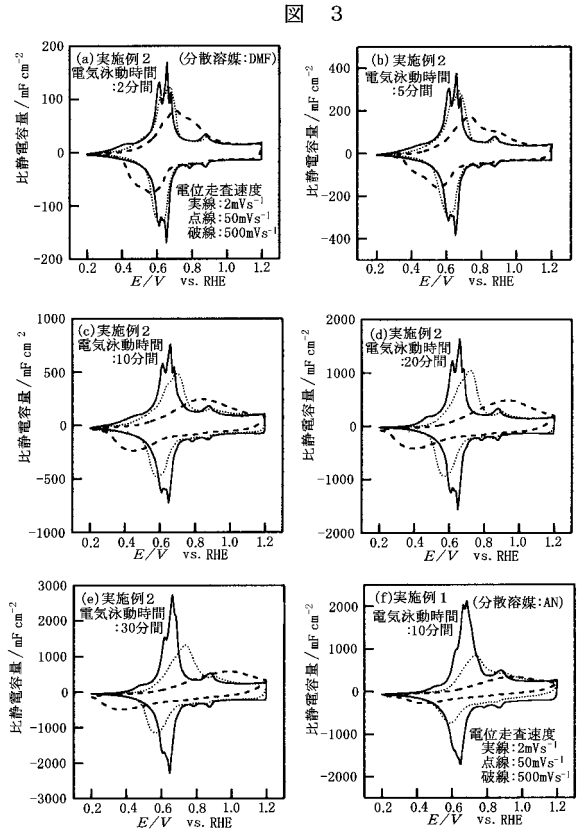 図 3
(a)実施例2 (分散溶媒:DMF)
電気泳動時間
:2分間
比静電容量/mF cm⁻²
200
100
0
-100
-200
電位走査速度
実線:2mVs⁻¹
点線:50mVs⁻¹
破線:500mVs⁻¹
0.2 0.4 0.6 0.8 1.0 1.2
E/V vs. RHE
(b)実施例2
電気泳動時間
:5分間
比静電容量/mF cm⁻²
400
200
0
-200
-400
0.2 0.4 0.6 0.8 1.0 1.2
E/V vs. RHE
(c)実施例2
電気泳動時間
:10分間
比静電容量/mF cm⁻²
1000
500
0
-500
-1000
0.2 0.4 0.6 0.8 1.0 1.2
E/V vs. RHE
(d)実施例2
電気泳動時間
:20分間
比静電容量/mF cm⁻²
2000
1000
0
-1000
-2000
0.2 0.4 0.6 0.8 1.0 1.2
E/V vs. RHE
(e)実施例2
電気泳動時間
:30分間
比静電容量/mF cm⁻²
3000
2000
1000
0
-1000
-2000
-3000
0.2 0.4 0.6 0.8 1.0 1.2
E/V vs. RHE
(f)実施例1 (分散溶媒:AN)
電気泳動時間
:10分間
比静電容量/mF cm⁻²
2000
1000
0
-1000
-2000
電位走査速度
実線:2mVs⁻¹
点線:50mVs⁻¹
破線:500mVs⁻¹
0.2 0.4 0.6 0.8 1.0 1.2
E/V vs. RHE